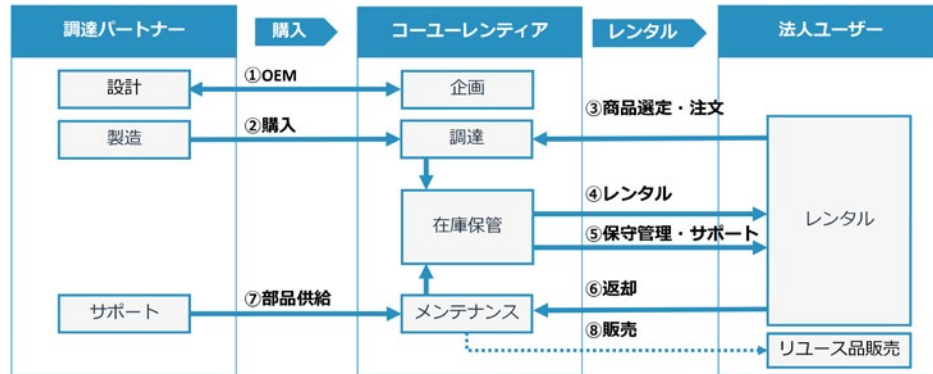 調達パートナー
購入
コーユーレンティア
レンタル
法人ユーザー
設計
①OEM
企画
③商品選定・注文
製造
②購入
調達
④レンタル
在庫保管
レンタル
⑤保守管理・サポート
⑥返却
サポート
⑦部品供給
メンテナンス
⑧販売
リユース品販売